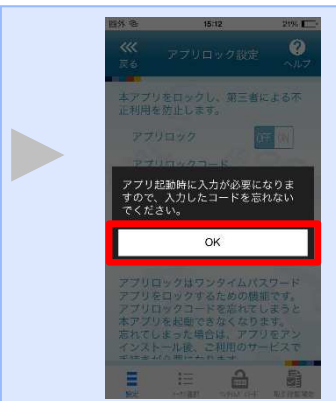 圏外
15:12
21%
戻る
アプリロック設定
?
ヘルプ
本アプリをロックし、第三者による不
正利用を防止します。
アプリロック
OFF ON
アプリロックコード
アプリ起動時に入力が必要になりま
すので、入力したコードを忘れない
でください。
OK
アプリロックはワンタイムパスワード
アプリをロックするための機能です。
アプリロックコードを忘れてしまうと
本アプリを起動できなくなります。
忘れてしまった場合は、アプリをアン
インストール後、ご利用のサービスで
設定